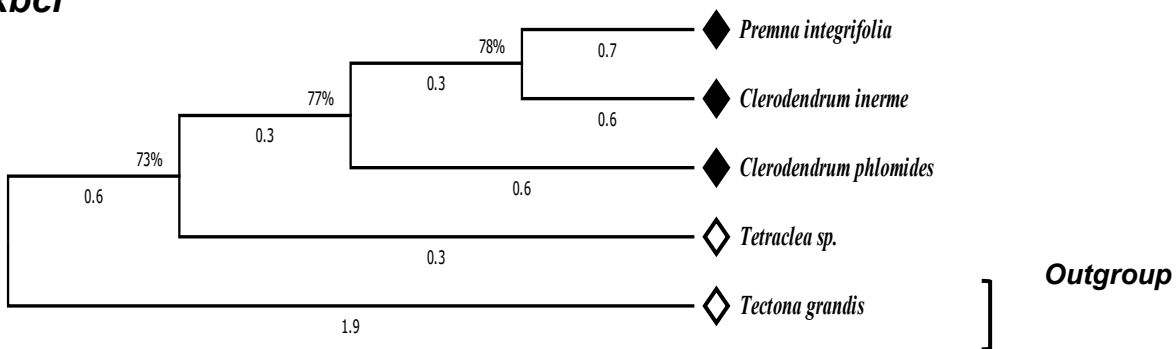 Premna integrifolia
78%
0.7
0.3
Clerodendrum inerme
77%
0.6
0.3
Clerodendrum phlomides
73%
0.6
0.6
Tetraclea sp.
0.3
Outgroup
Tectona grandis
1.9